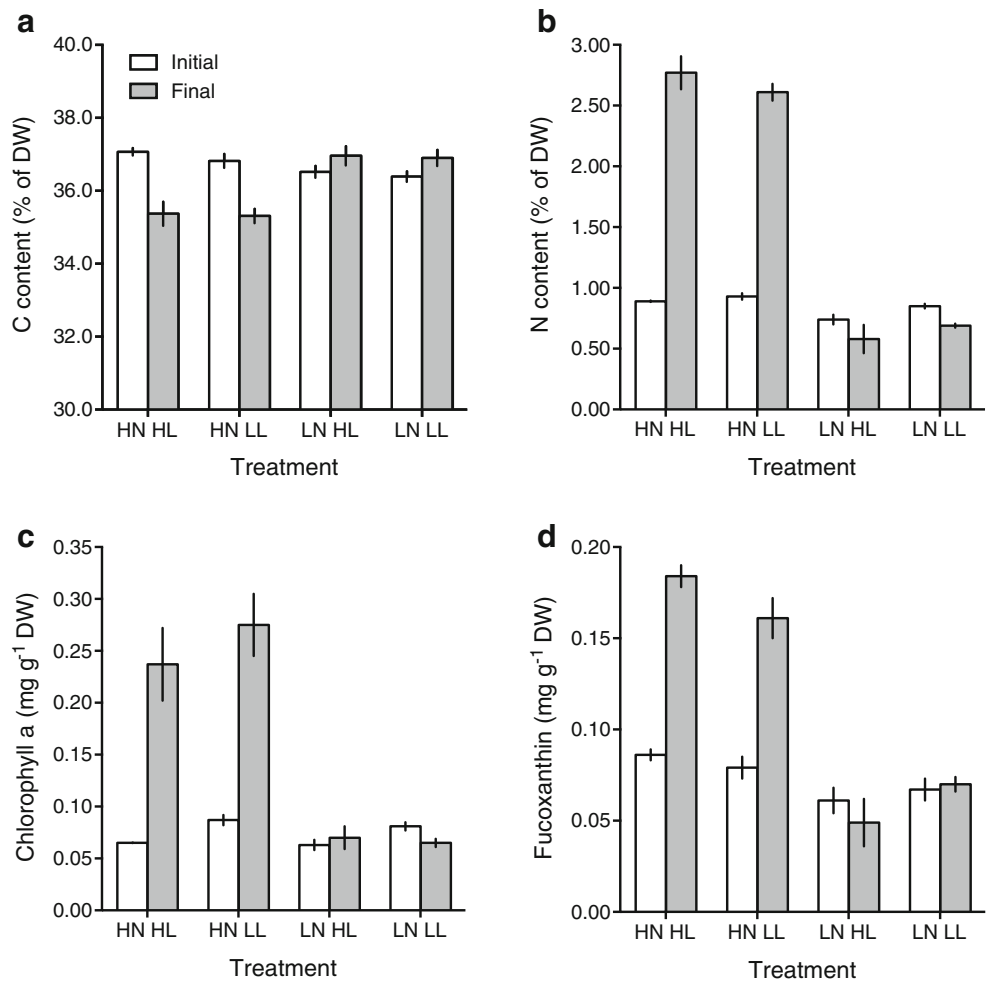 a
40.0
38.0
36.0
34.0
32.0
30.0
C content (% of DW)
Initial
Final
HN HL HN LL LN HL LN LL
Treatment
b
3.00
2.50
2.00
1.50
1.00
0.50
0.00
N content (% of DW)
HN HL HN LL LN HL LN LL
Treatment
c
0.35
0.30
0.25
0.20
0.15
0.10
0.05
0.00
Chlorophyll a (mg g⁻¹ DW)
HN HL HN LL LN HL LN LL
Treatment
d
0.20
0.15
0.10
0.05
0.00
Fucoxanthin (mg g⁻¹ DW)
HN HL HN LL LN HL LN LL
Treatment